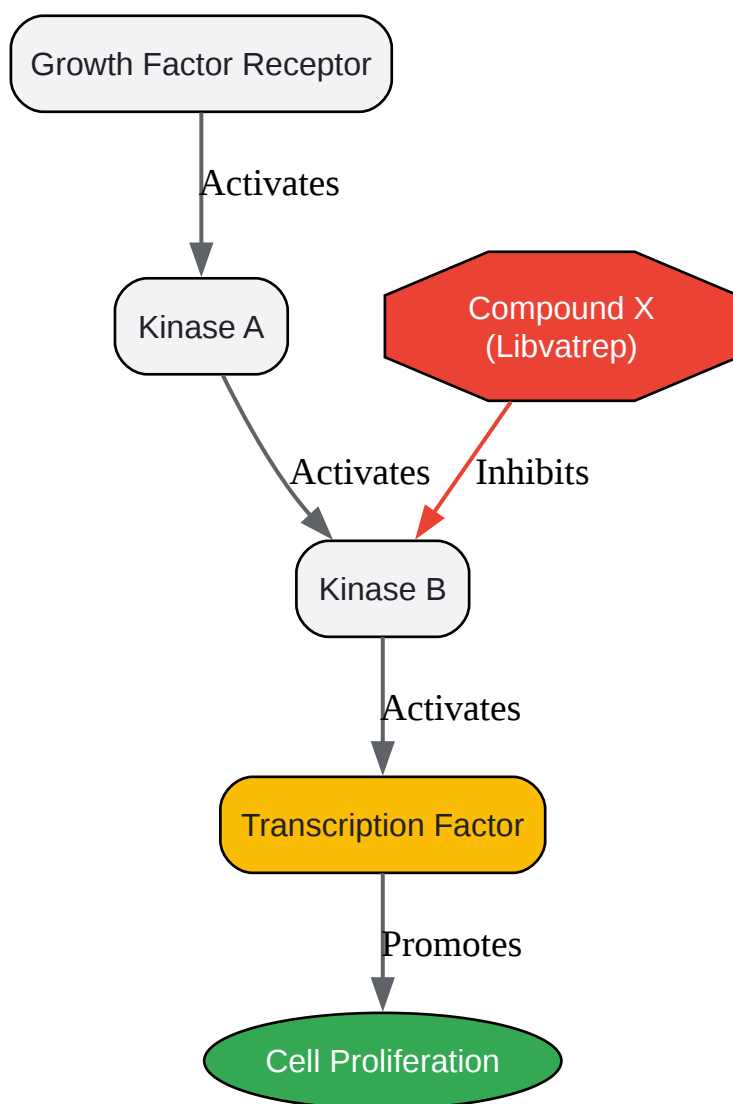 Growth Factor Receptor
Activates
Kinase A
Compound X
(Libvatrep)
Activates
Inhibits
Kinase B
Activates
Transcription Factor
Promotes
Cell Proliferation